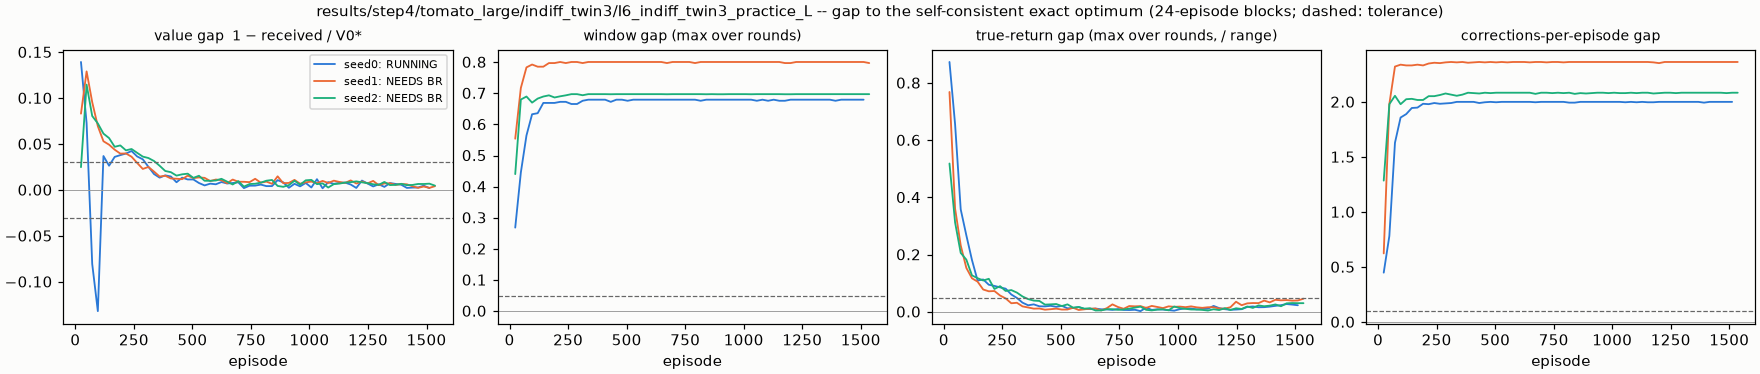 results/step4/tomato_large/indiff_twin3/I6_indiff_twin3_practice_L -- gap to the self-consistent exact optimum (24-episode blocks; dashed: tolerance)
value gap  1 − received / V0*
0.15
0.10
0.05
0.00
−0.05
−0.10
seed0: RUNNING
seed1: NEEDS BR
seed2: NEEDS BR
0 250 500 750 1000 1250 1500
episode
window gap (max over rounds)
0.8
0.7
0.6
0.5
0.4
0.3
0.2
0.1
0.0
0 250 500 750 1000 1250 1500
episode
true-return gap (max over rounds, / range)
0.8
0.6
0.4
0.2
0.0
0 250 500 750 1000 1250 1500
episode
corrections-per-episode gap
2.0
1.5
1.0
0.5
0.0
0 250 500 750 1000 1250 1500
episode